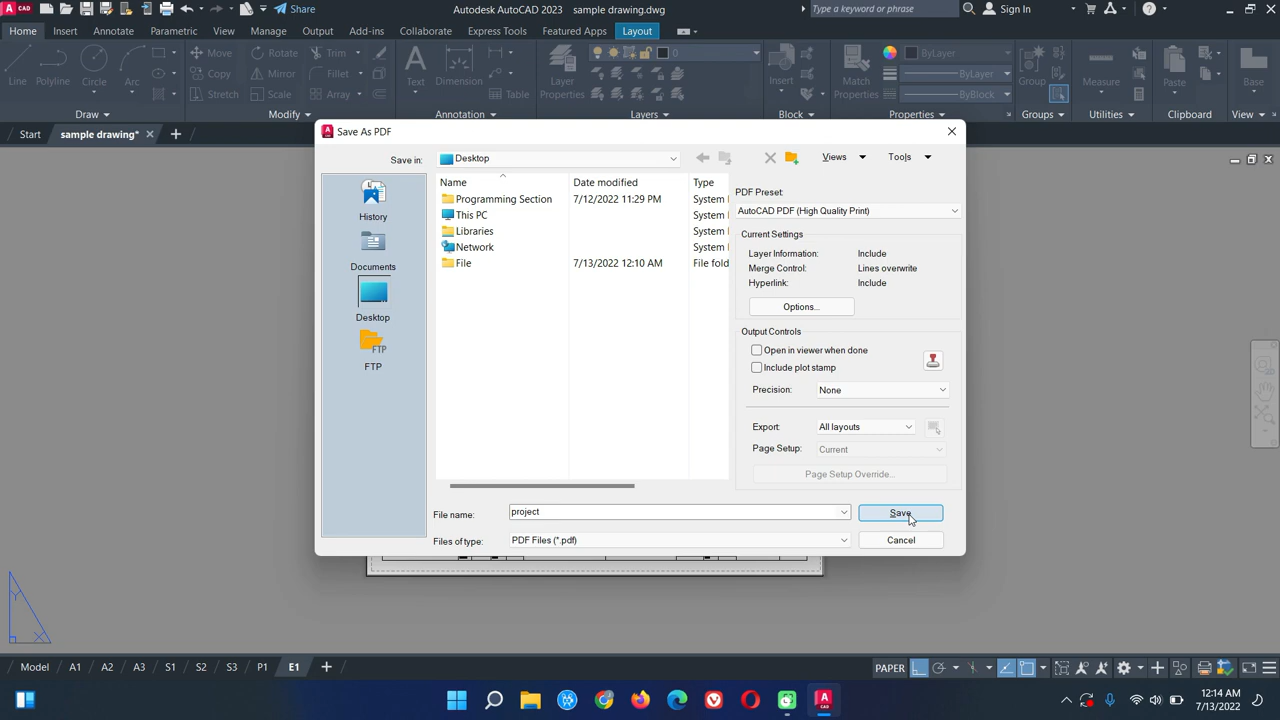 CAD
Share
Autodesk AutoCAD 2023 sample drawing.dwg
Type a keyword or phrase
Sign In
Home Insert Annotate Parametric View Manage Output Add-ins Collaborate Express Tools Featured Apps Layout
Line Polyline Circle Arc
Move Rotate Trim
Copy Mirror Fillet
Stretch Scale Array
Text Dimension Table
Layer Properties
0
Insert
Match Properties
ByLayer
ByLayer
ByBlock
Group
Measure
Paste
Base
Draw Modify Annotation Layers Block Properties Groups Utilities Clipboard View
Start sample drawing*
Save As PDF
Save in: Desktop
Views Tools
Name Date modified Type
Programming Section 7/12/2022 11:29 PM System
This PC System
Libraries System
Network System
File 7/13/2022 12:10 AM File fold
History
Documents
Desktop
FTP
FTP
PDF Preset:
AutoCAD PDF (High Quality Print)
Current Settings
Layer Information: Include
Merge Control: Lines overwrite
Hyperlink: Include
Options...
Output Controls
Open in viewer when done
Include plot stamp
Precision: None
Export: All layouts
Page Setup: Current
Page Setup Override...
File name: project Save
Files of type: PDF Files (*.pdf) Cancel
Y
X
Model A1 A2 A3 S1 S2 S3 P1 E1
PAPER
12:14 AM
7/13/2022